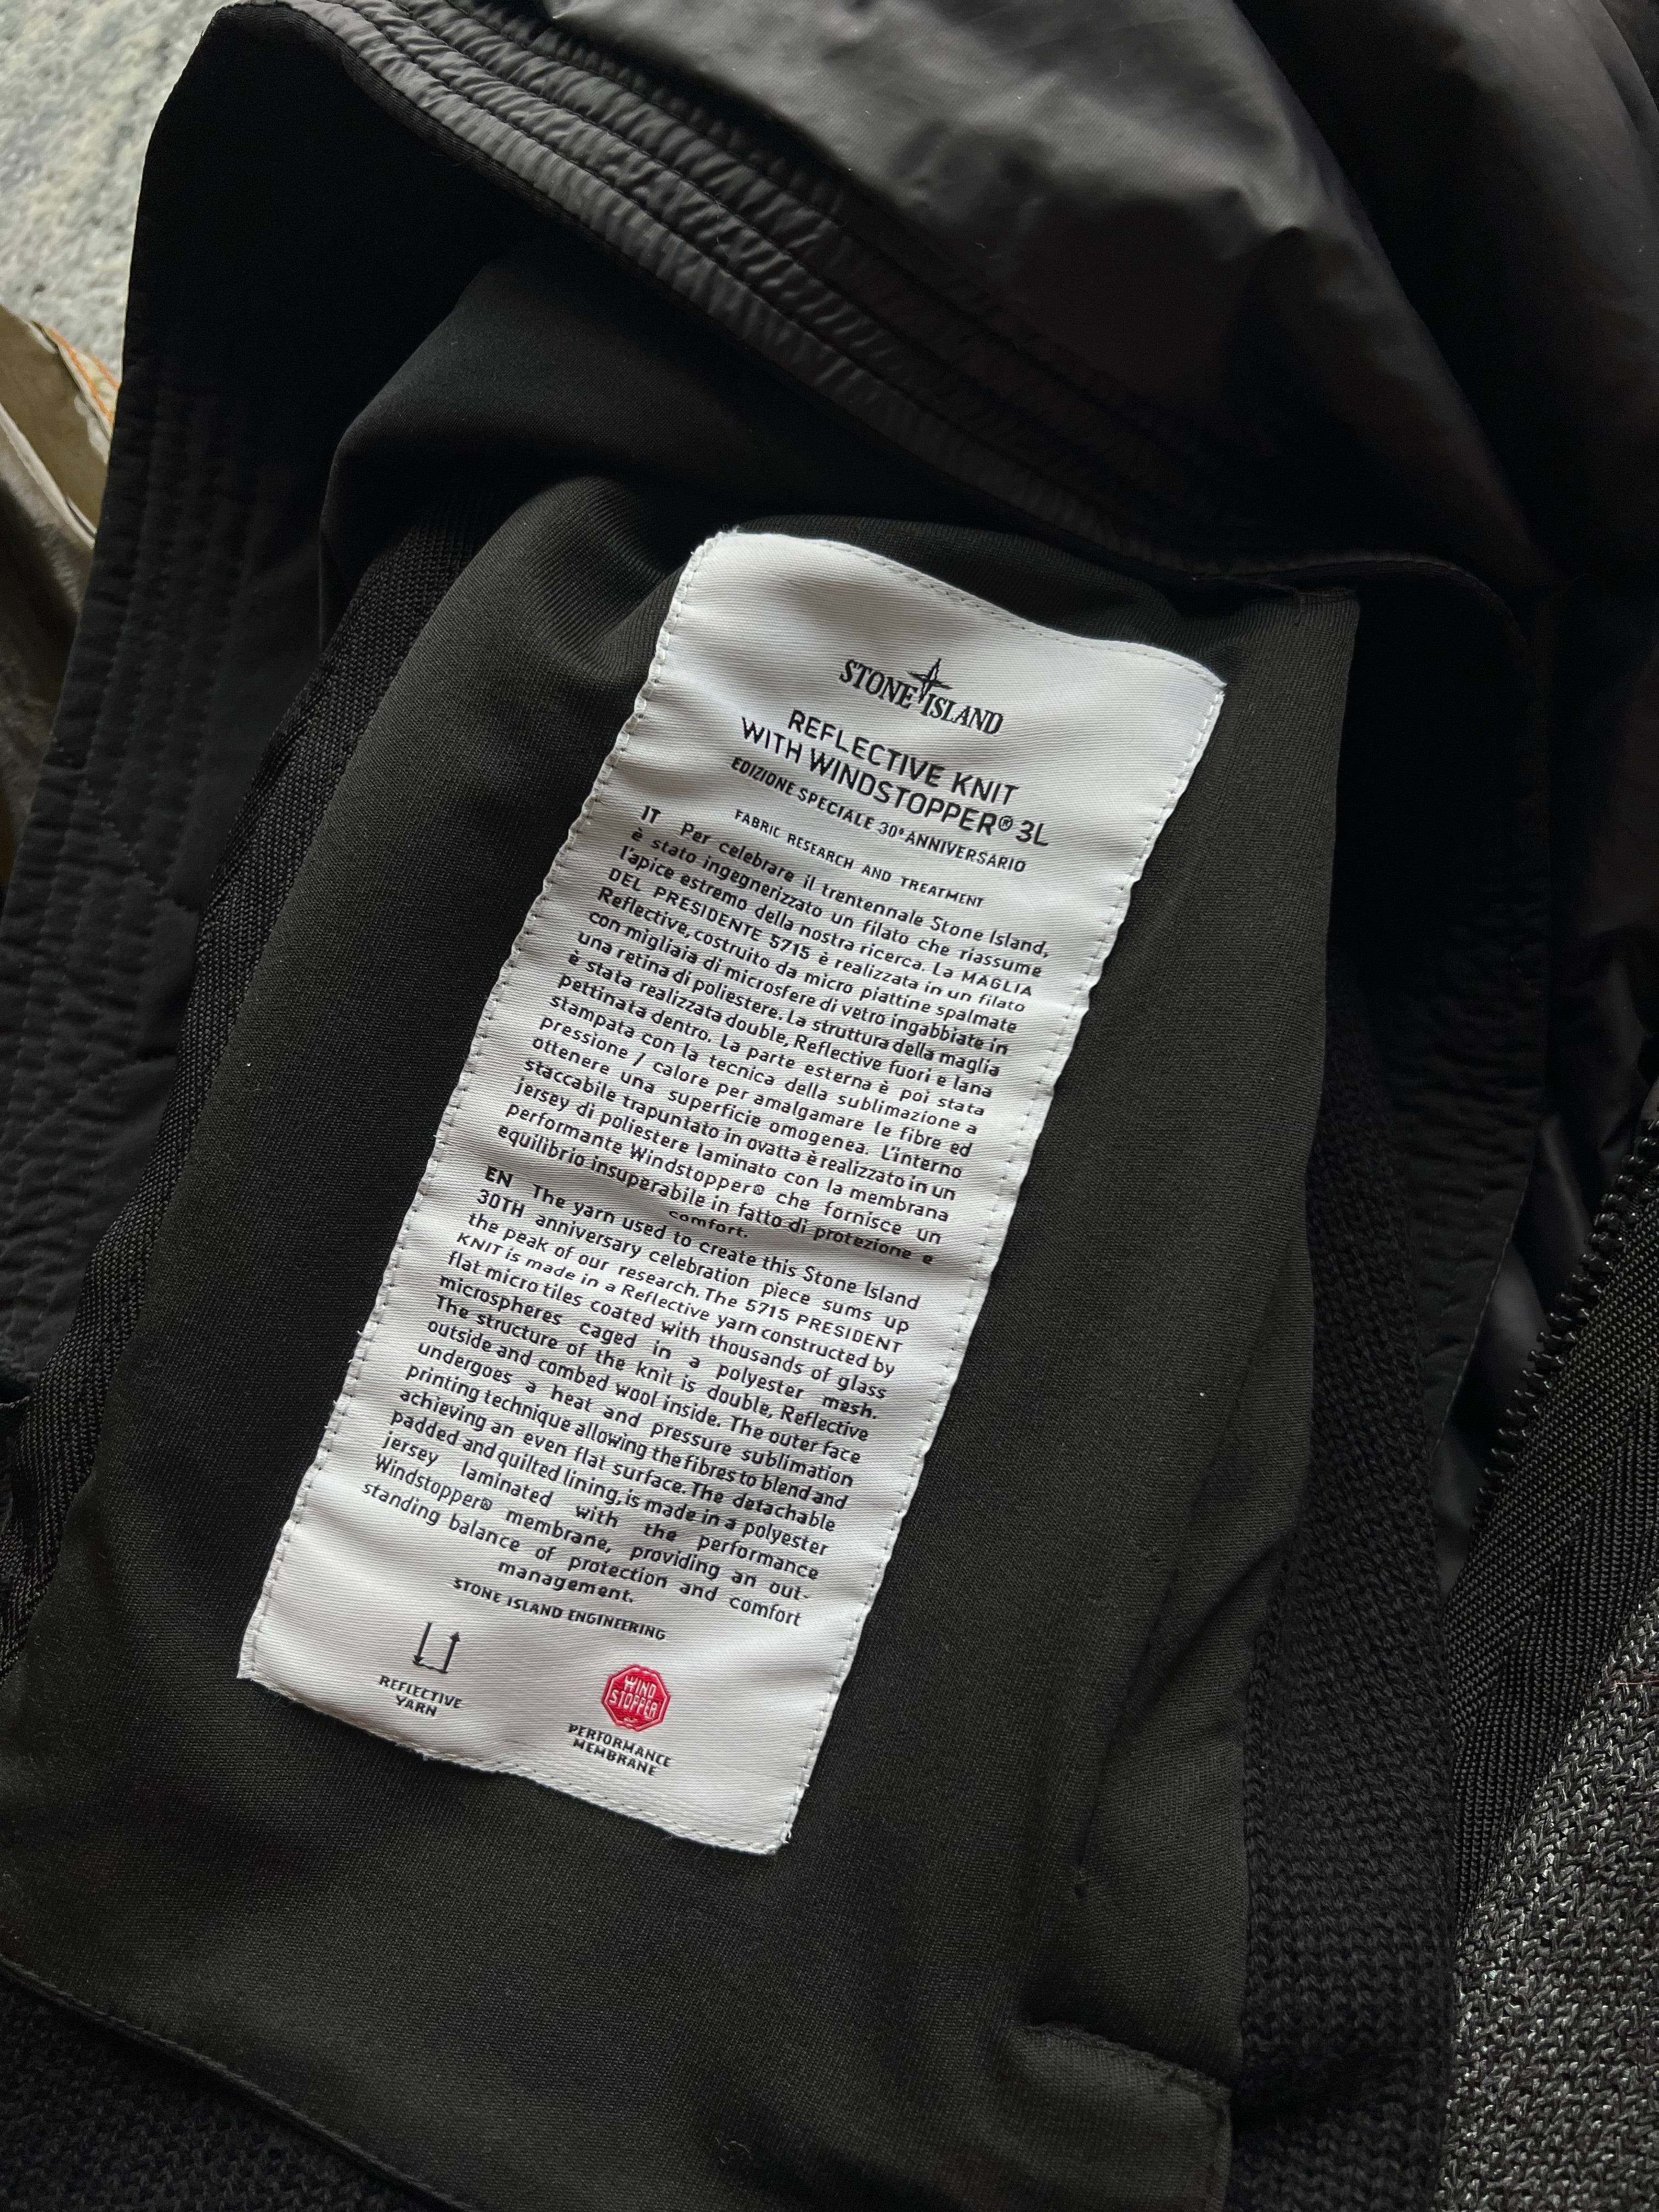 STONE ISLAND
REFLECTIVE KNIT
WITH WINDSTOPPER® 3L
EDIZIONE SPECIALE 30° ANNIVERSARIO
FABRIC RESEARCH AND TREATMENT
IT Per celebrare il trentennale Stone Island,
è stato ingegnerizzato un filato che riassume
l'apice estremo della nostra ricerca. La MAGLIA
DEL PRESIDENTE 5715 è realizzata in un filato
Reflective, costruito da micro piattine spalmate
con migliaia di microsfere di vetro ingabbiate in
una retina di poliestere. La struttura della maglia
è stata realizzata double, Reflective fuori e lana
pettinata dentro. La parte esterna è poi stata
stampata con la tecnica della sublimazione a
pressione / calore per amalgamare le fibre ed
ottenere una superficie omogenea. L'interno
staccabile trapuntato in ovatta è realizzato in un
jersey di poliestere laminato con la membrana
performante Windstopper® che fornisce un
equilibrio insuperabile in fatto di protezione e
comfort.
EN The yarn used to create this Stone Island
30TH anniversary celebration piece sums up
the peak of our research. The 5715 PRESIDENT
KNIT is made in a Reflective yarn constructed by
flat micro tiles coated with thousands of glass
microspheres caged in a polyester mesh.
The structure of the knit is double, Reflective
outside and combed wool inside. The outer face
undergoes a heat and pressure sublimation
printing technique allowing the fibres to blend and
achieving an even flat surface. The detachable
padded and quilted lining, is made in a polyester
jersey laminated with the performance
Windstopper® membrane, providing an out-
standing balance of protection and comfort
management.
STONE ISLAND ENGINEERING
REFLECTIVE
YARN
WIND
STOPPER
PERFORMANCE
MEMBRANE